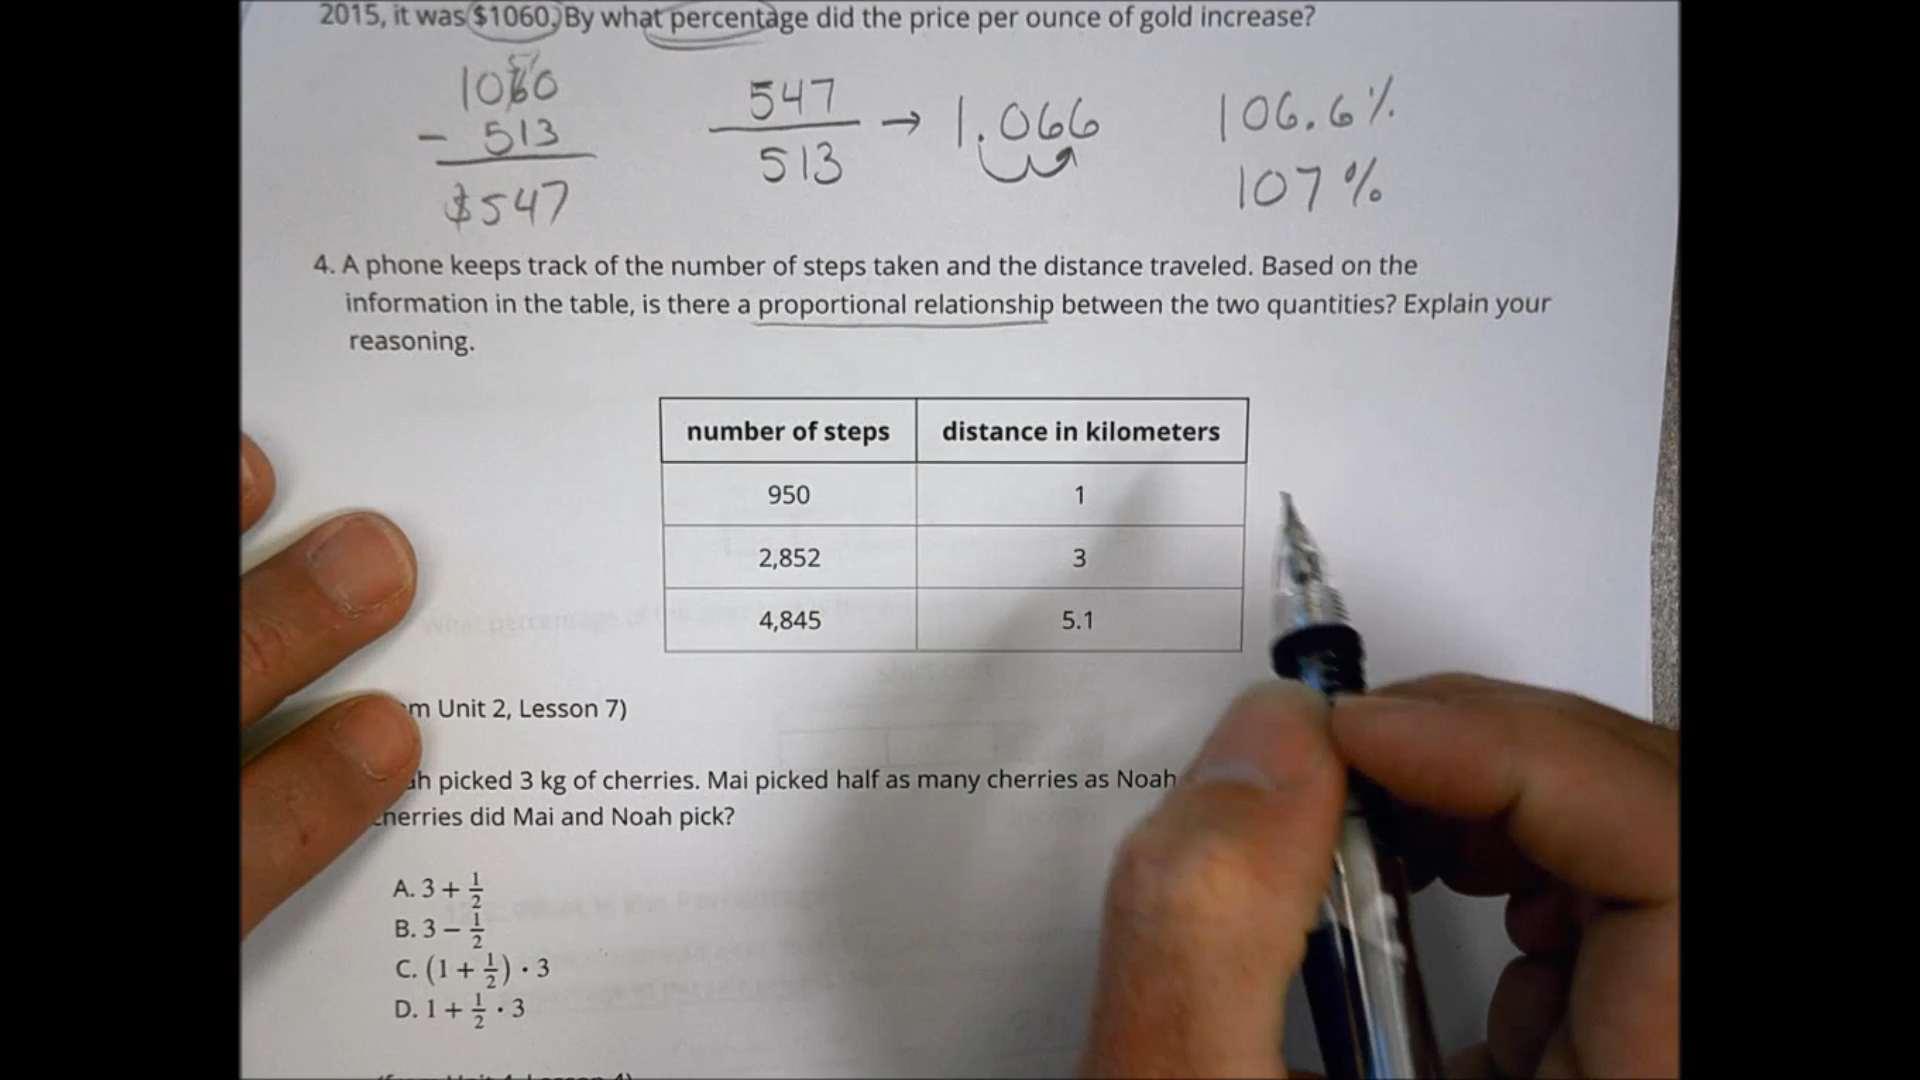 2015, it was $1060. By what percentage did the price per ounce of gold increase?
1060
- 513
$547
547
513
→ 1.066
106.6%
107%
4. A phone keeps track of the number of steps taken and the distance traveled. Based on the
information in the table, is there a proportional relationship between the two quantities? Explain your
reasoning.
number of steps distance in kilometers
950 1
2,852 3
4,845 5.1
Unit 2, Lesson 7)
picked 3 kg of cherries. Mai picked half as many cherries as Noah
cherries did Mai and Noah pick?
A. 3 + 1/2
B. 3 − 1/2
C. (1 + 1/2) · 3
D. 1 + 1/2 · 3